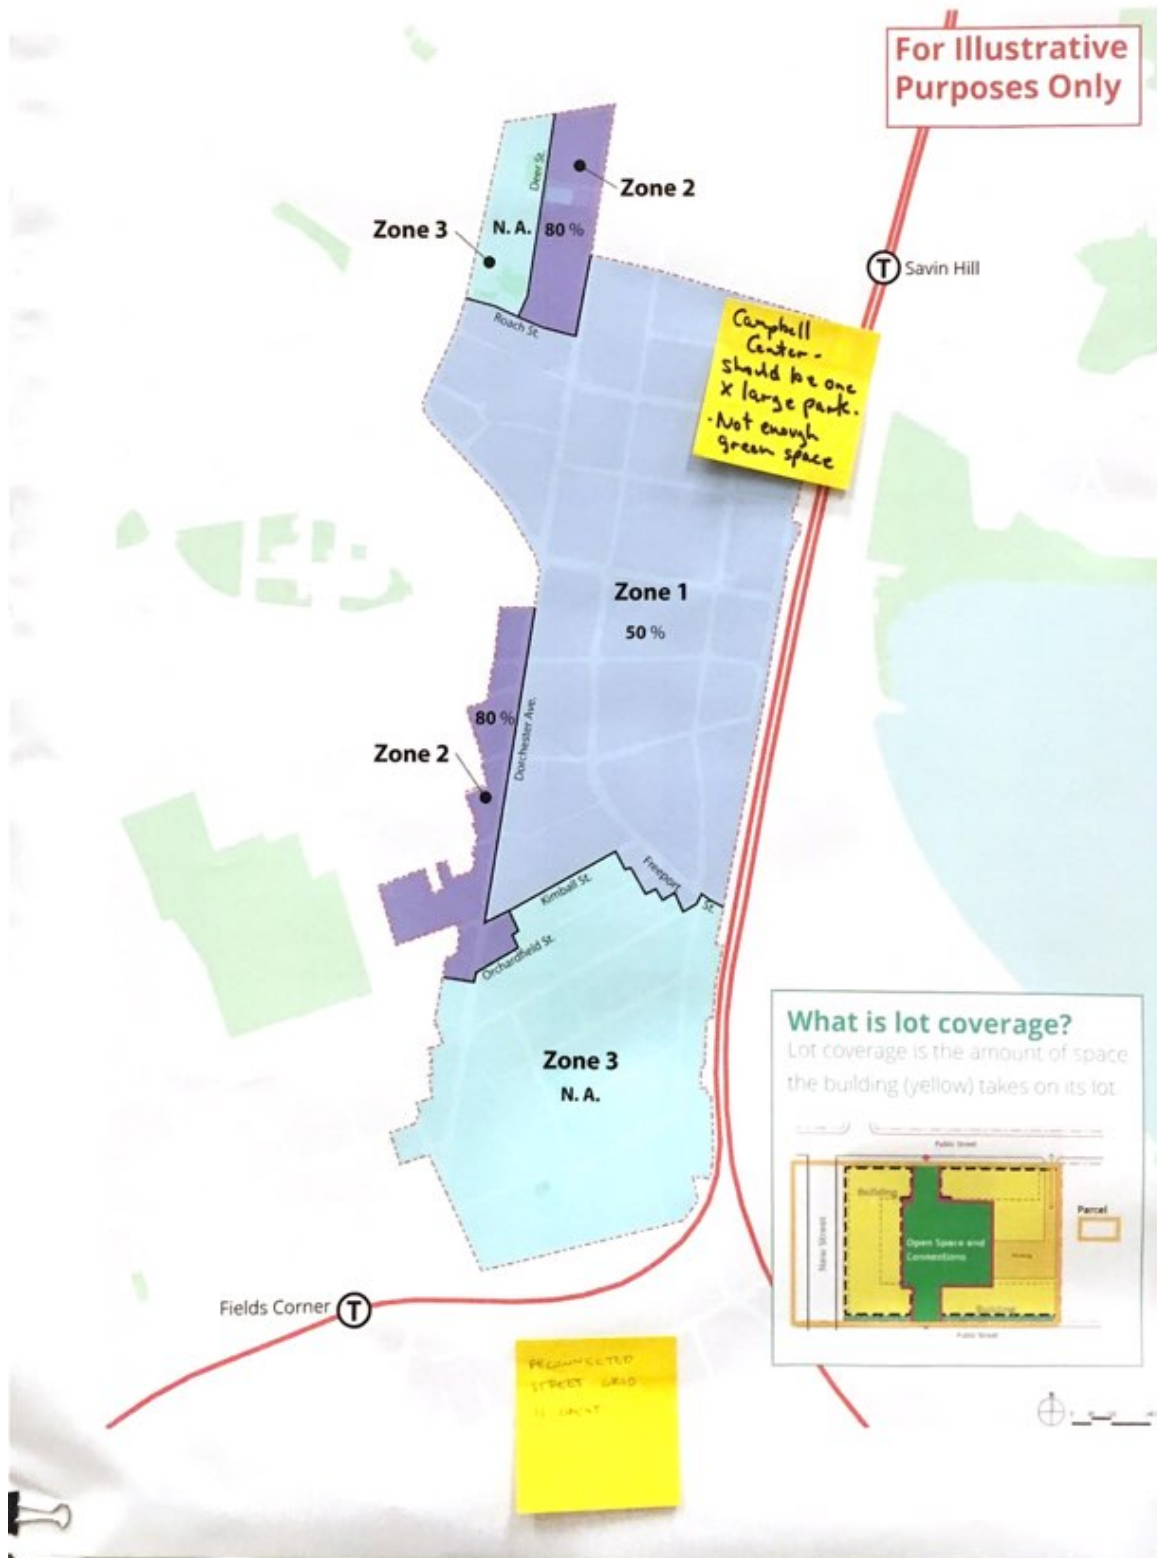 For Illustrative
Purposes Only
Deer St.
Zone 2
Zone 3
N. A.
80 %
Savin Hill
T
Roach St.
Campbell
Center -
should be one
x large park.
- Not enough
green space
Zone 1
50 %
80 %
Dorchester Ave.
Zone 2
Freeport
St.
Kimball St.
Orchardfield St.
Zone 3
N. A.
What is lot coverage?
Lot coverage is the amount of space
the building (yellow) takes on its lot.
Public Street
Building
New Street
Open Space and
Connections
Parking
Parcel
Building
Public Street
Fields Corner
T
RECONNECTED
STREET GRID
IS